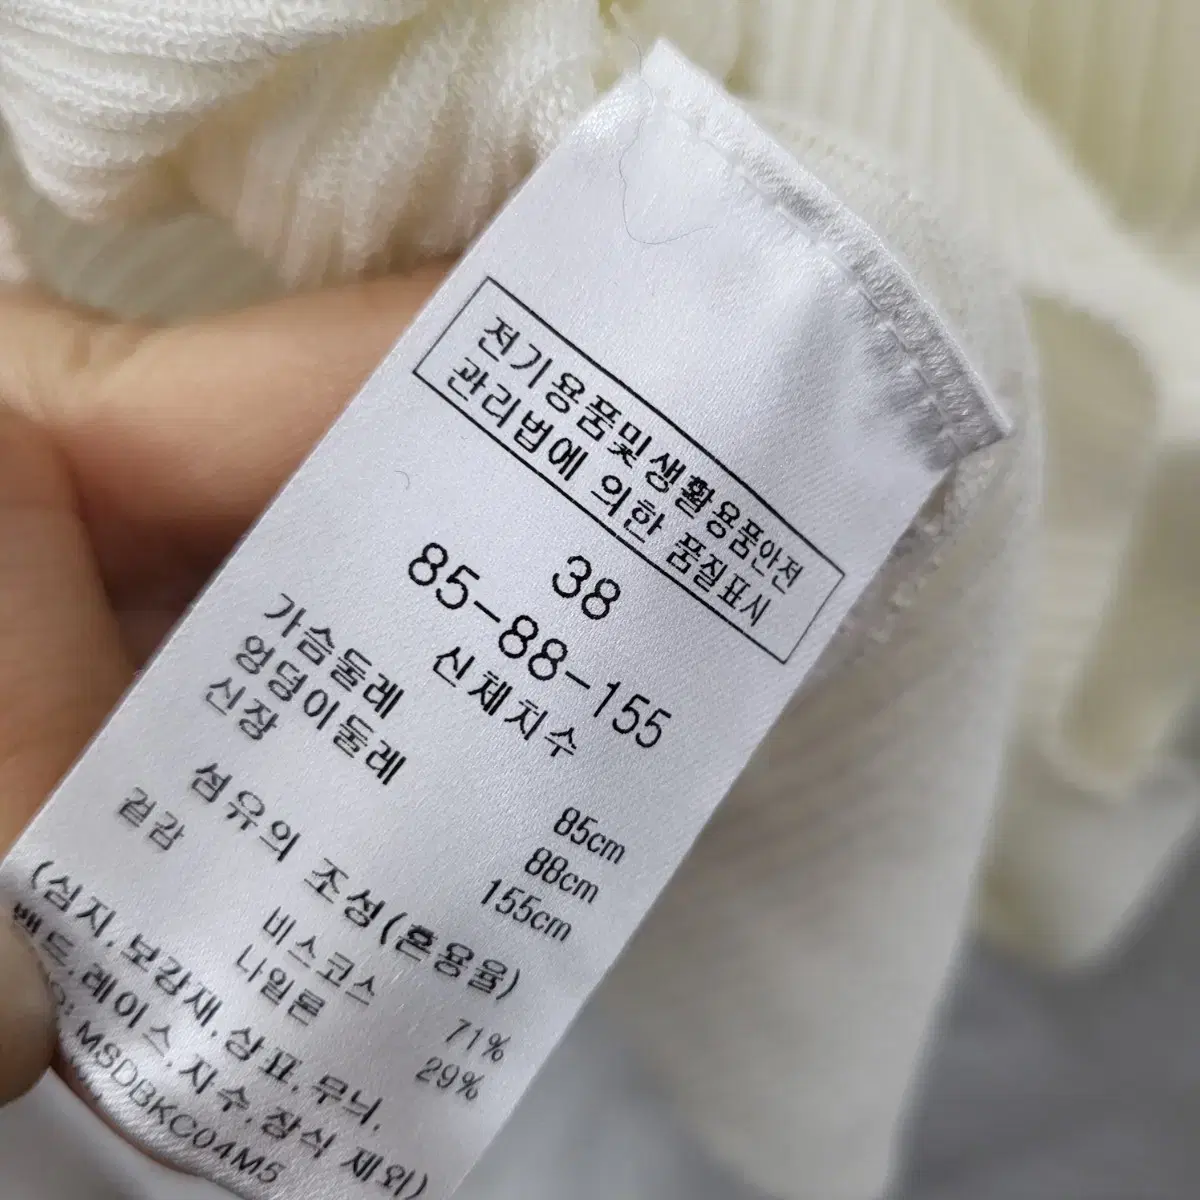 전기용품및생활용품안전
관리법에 의한 품질표시
38
85-88-155
신체치수
가슴둘레 85cm
엉덩이둘레 88cm
신장 155cm
섬유의 조성(혼용율)
겉감 비스코스 71%
나일론 29%
(심지,보강재,상표,무늬,
밴드,레이스,자수,장식 제외)
MSDBKC04M5